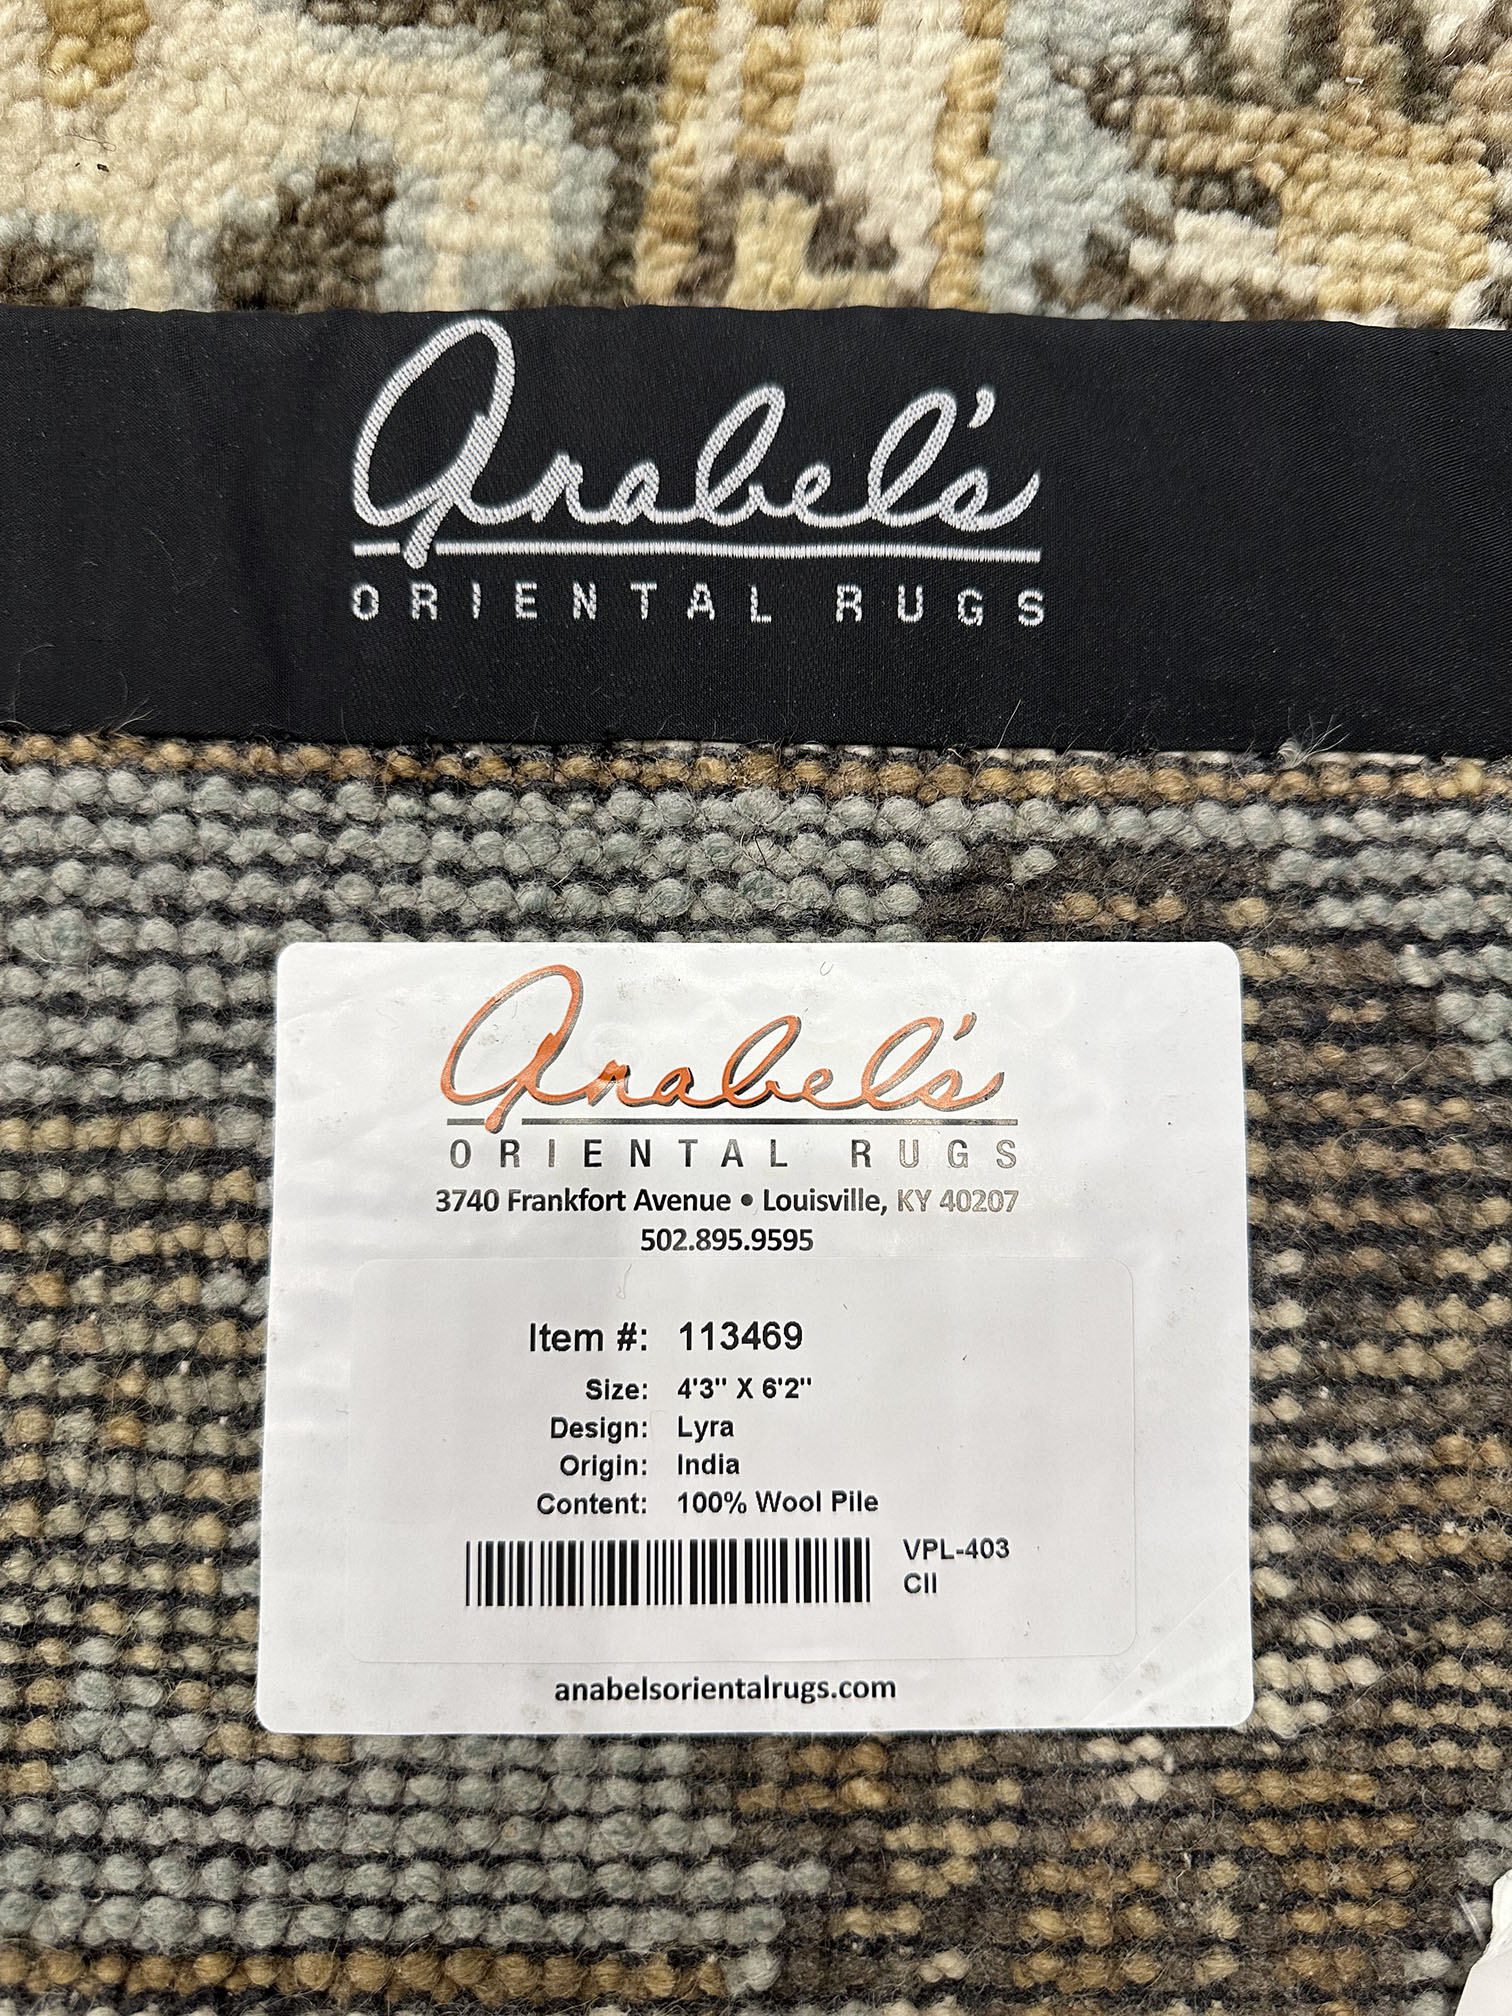 Anabel's
ORIENTAL RUGS
Anabel's
ORIENTAL RUGS
3740 Frankfort Avenue • Louisville, KY 40207
502.895.9595
Item #: 113469
Size: 4'3" X 6'2"
Design: Lyra
Origin: India
Content: 100% Wool Pile
VPL-403
CII
anabelsorientalrugs.com